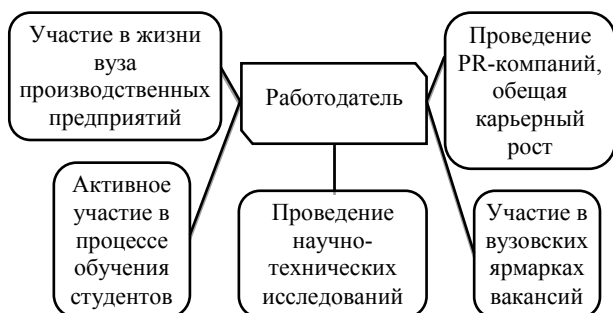 Участие в жизни
вуза
производственных
предприятий
Работодатель
Проведение
PR-компаний,
обещая
карьерный
рост
Активное
участие в
процессе
обучения
студентов
Проведение
научно-
технических
исследований
Участие в
вузовских
ярмарках
вакансий